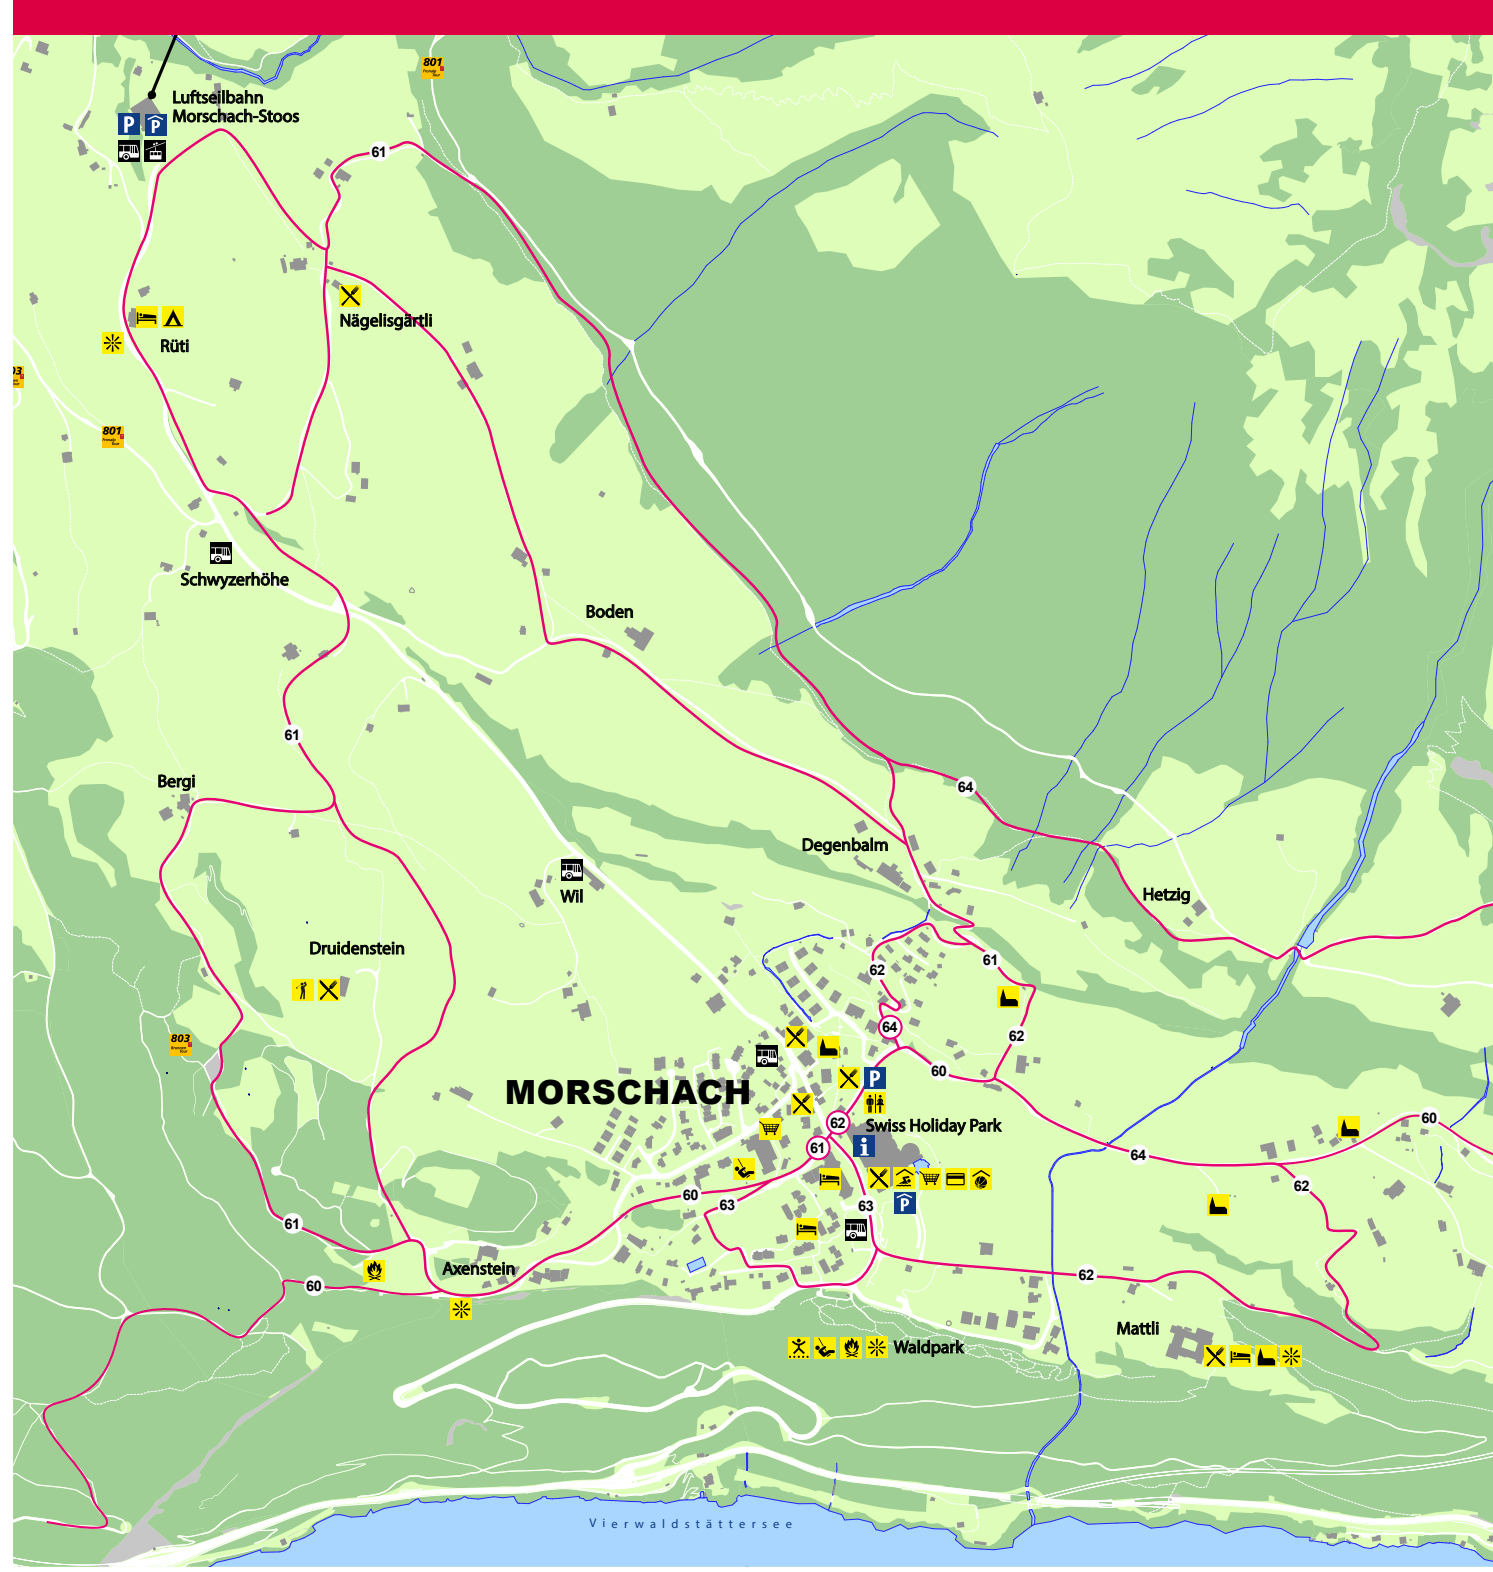 801
Luftseilbahn
Morschach-Stoos
P
P
61
Nägelisgärtli
Rüti
03
801
Schwyzerhöhe
Boden
61
Bergi
64
Degenbalm
Hetzig
Wil
Druidenstein
62
61
803
64
62
60
MORSCHACH
P
62
Swiss Holiday Park
61
i
60
64
60
62
63
63
P
61
Axenstein
60
62
Mattli
Waldpark
Vierwaldstättersee